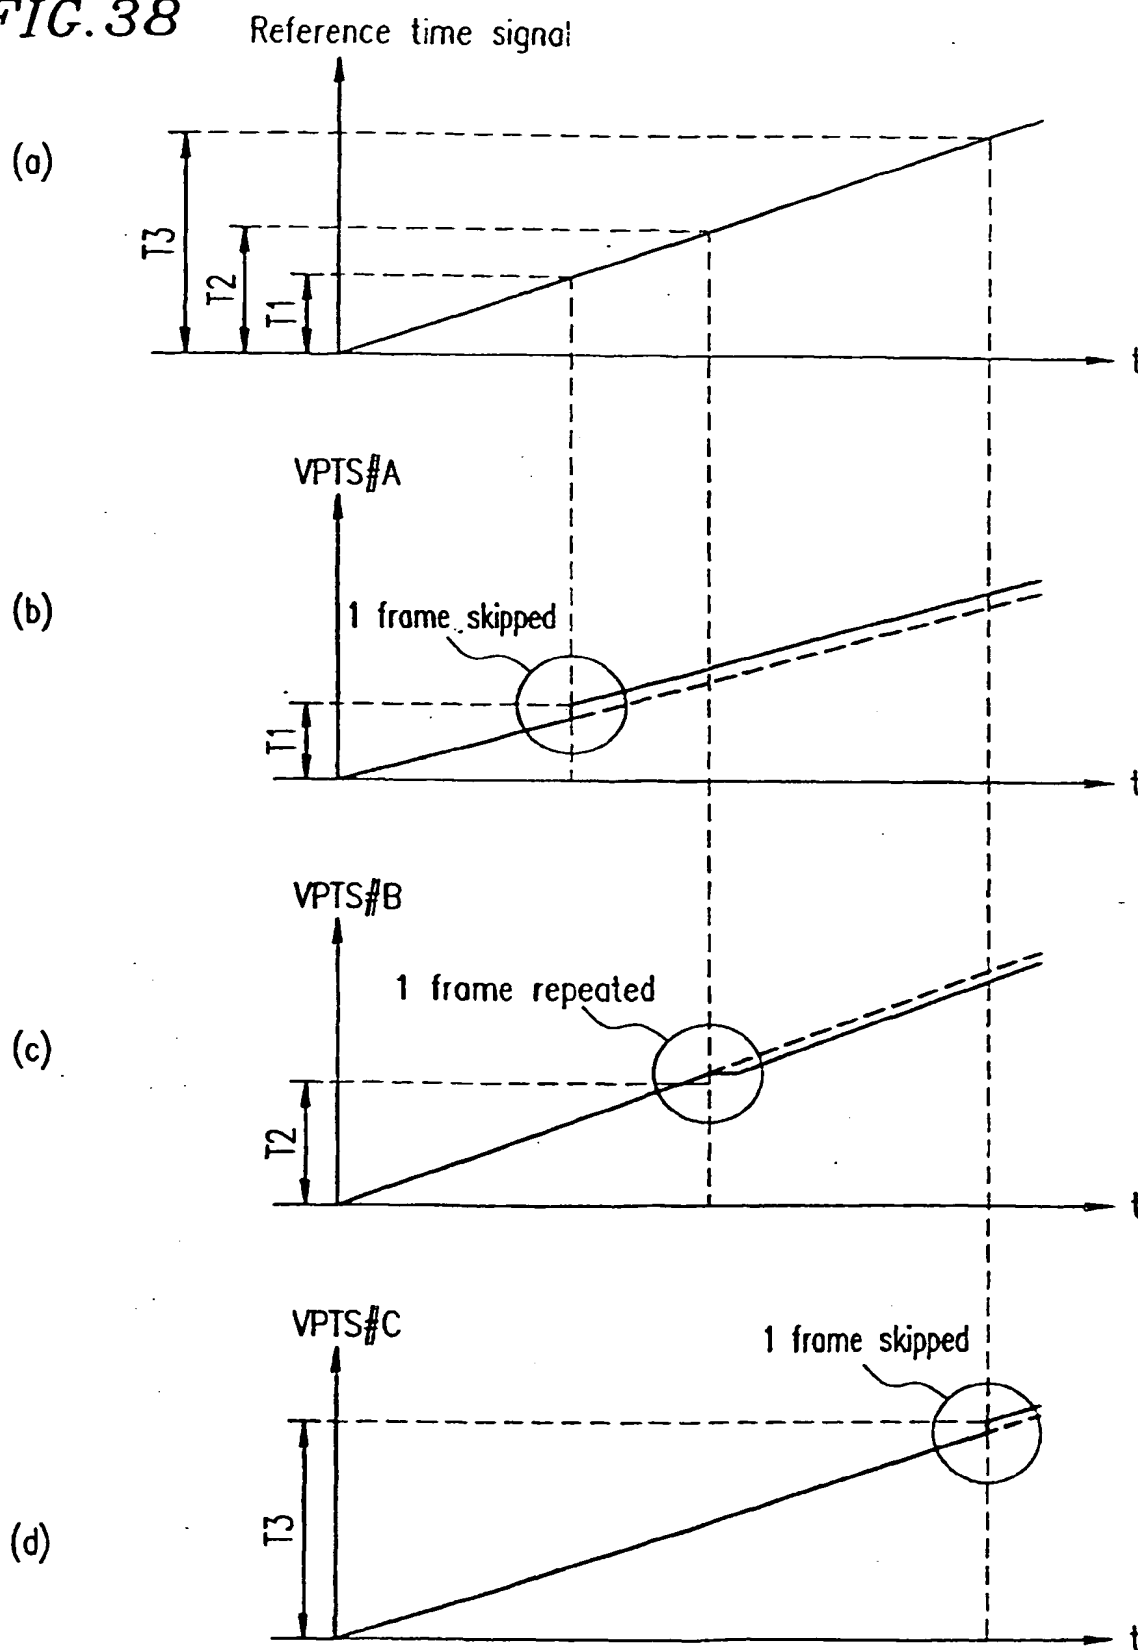 FIG.38
Reference time signal
(a)
T3
T2
T1
t
VPTS#A
(b)
1 frame skipped
T1
t
VPTS#B
1 frame repeated
(c)
T2
t
VPTS#C
1 frame skipped
T3
(d)
t